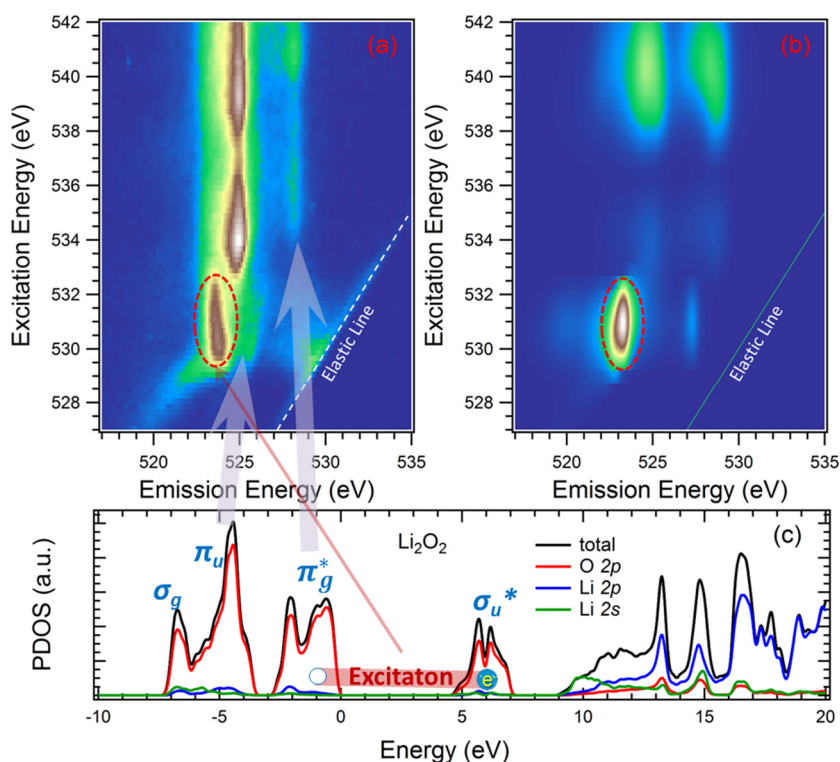 542
540
538
536
534
532
530
528
Excitation Energy (eV)
(a)
Elastic Line
520 525 530 535
Emission Energy (eV)
542
540
538
536
534
532
530
528
Excitation Energy (eV)
(b)
Elastic Line
520 525 530 535
Emission Energy (eV)
PDOS (a.u.)
σg
πu
πg*
Li2O2
σu*
Excitaton
e-
(c)
total
O 2p
Li 2p
Li 2s
-10 -5 0 5 10 15 20
Energy (eV)